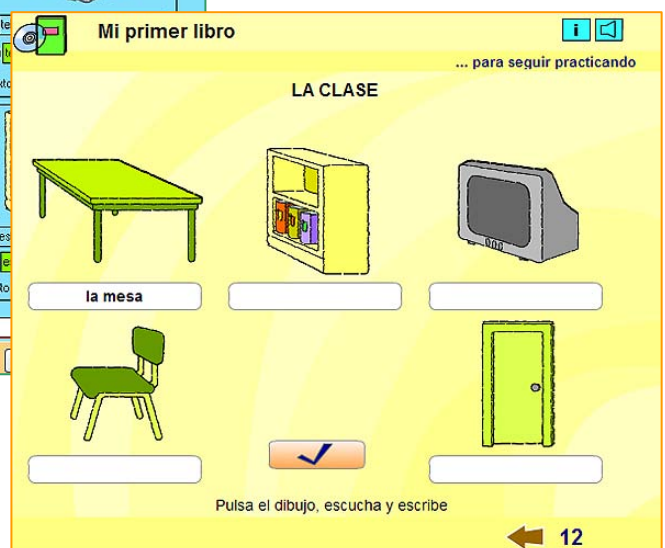 Mi primer libro
i
... para seguir practicando
LA CLASE
la mesa
Pulsa el dibujo, escucha y escribe
12